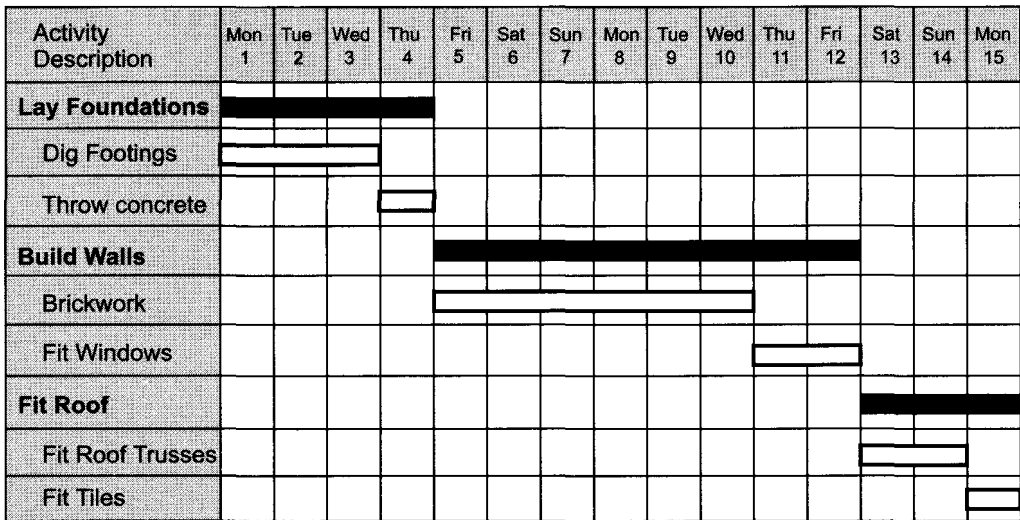 Activity Description Mon 1 Tue 2 Wed 3 Thu 4 Fri 5 Sat 6 Sun 7 Mon 8 Tue 9 Wed 10 Thu 11 Fri 12 Sat 13 Sun 14 Mon 15
Lay Foundations
Dig Footings
Throw concrete
Build Walls
Brickwork
Fit Windows
Fit Roof
Fit Roof Trusses
Fit Tiles